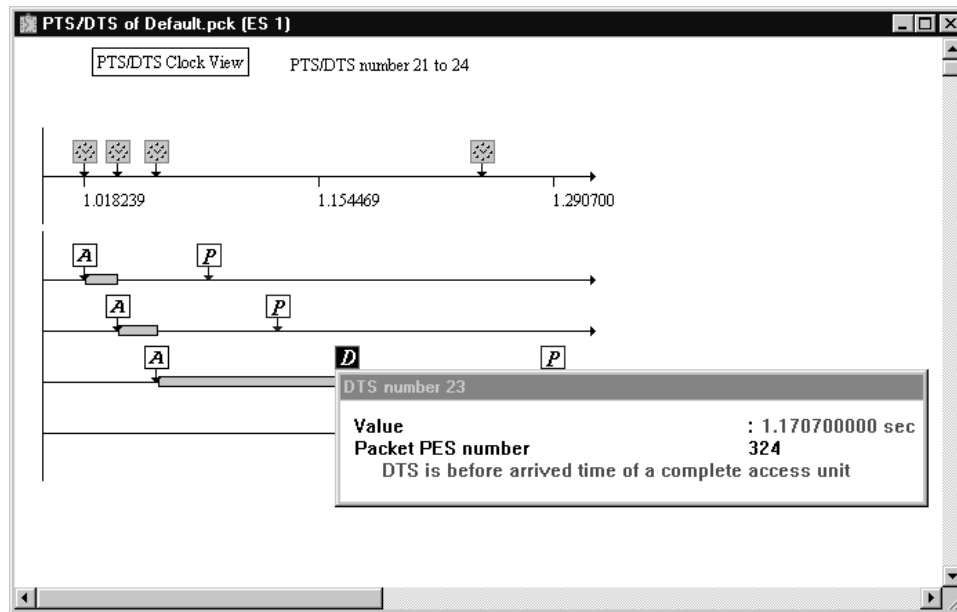 PTS/DTS of Default.pck (ES 1)
PTS/DTS Clock View
PTS/DTS number 21 to 24
1.018239 1.154469 1.290700
A P
A P
A D P
DTS number 23
Value : 1.170700000 sec
Packet PES number 324
DTS is before arrived time of a complete access unit